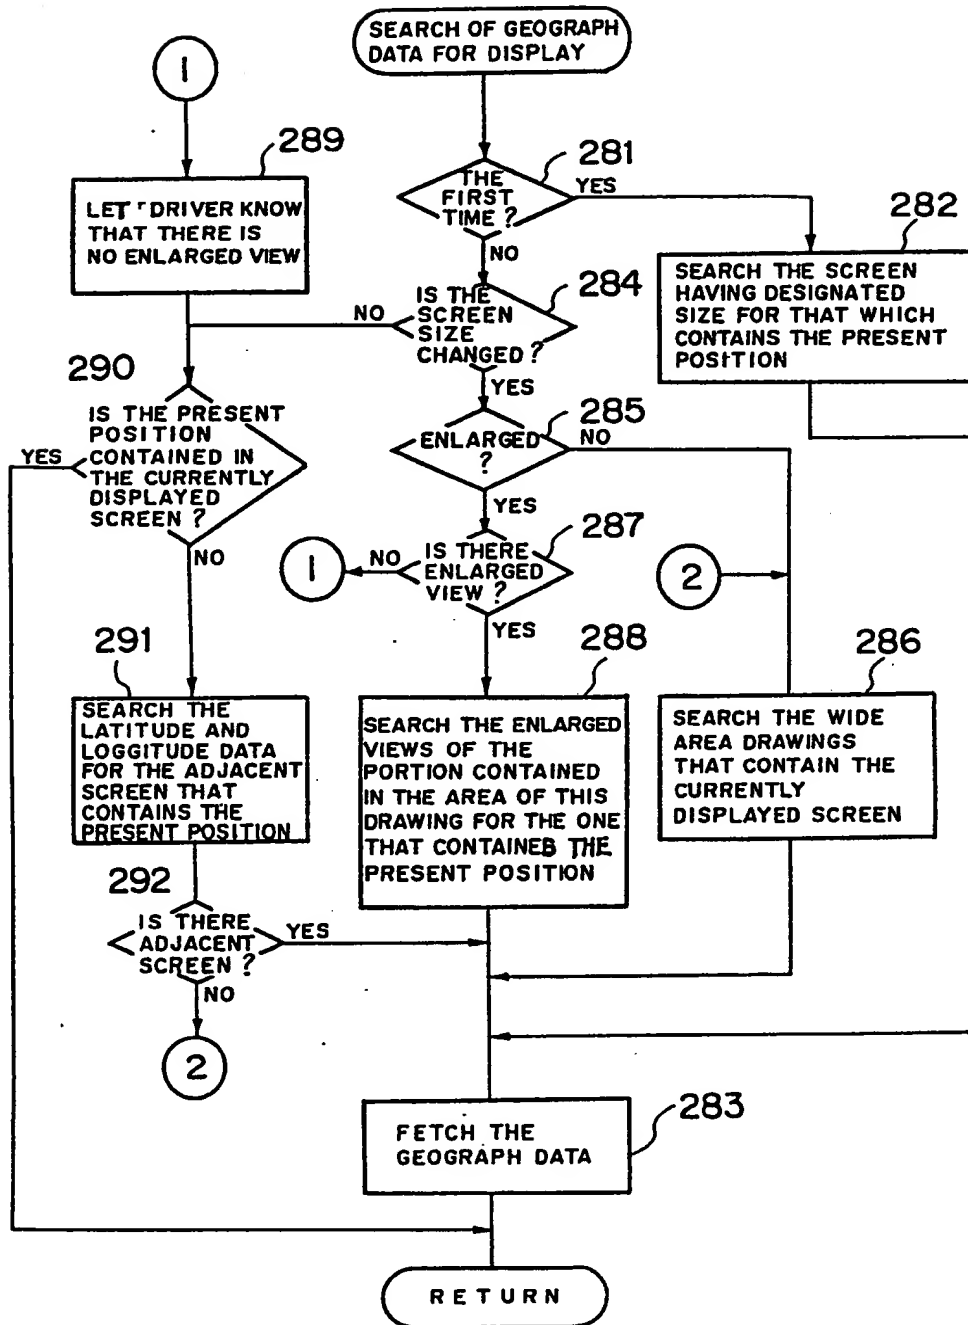 SEARCH OF GEOGRAPH
DATA FOR DISPLAY
1
289
LET DRIVER KNOW
THAT THERE IS
NO ENLARGED VIEW
281
THE
FIRST
TIME ?
YES
NO
282
SEARCH THE SCREEN
HAVING DESIGNATED
SIZE FOR THAT WHICH
CONTAINS THE PRESENT
POSITION
284
IS THE
SCREEN
SIZE
CHANGED ?
NO
YES
290
IS THE PRESENT
POSITION
CONTAINED IN
THE CURRENTLY
DISPLAYED
SCREEN ?
YES
NO
285
ENLARGED
?
NO
YES
287
IS THERE
ENLARGED
VIEW ?
NO
1
YES
2
286
SEARCH THE WIDE
AREA DRAWINGS
THAT CONTAIN THE
CURRENTLY
DISPLAYED SCREEN
291
SEARCH THE
LATITUDE AND
LOGGITUDE DATA
FOR THE ADJACENT
SCREEN THAT
CONTAINS THE
PRESENT POSITION
288
SEARCH THE ENLARGED
VIEWS OF THE
PORTION CONTAINED
IN THE AREA OF THIS
DRAWING FOR THE ONE
THAT CONTAINEB THE
PRESENT POSITION
292
IS THERE
ADJACENT
SCREEN ?
YES
NO
2
283
FETCH THE
GEOGRAPH DATA
RETURN